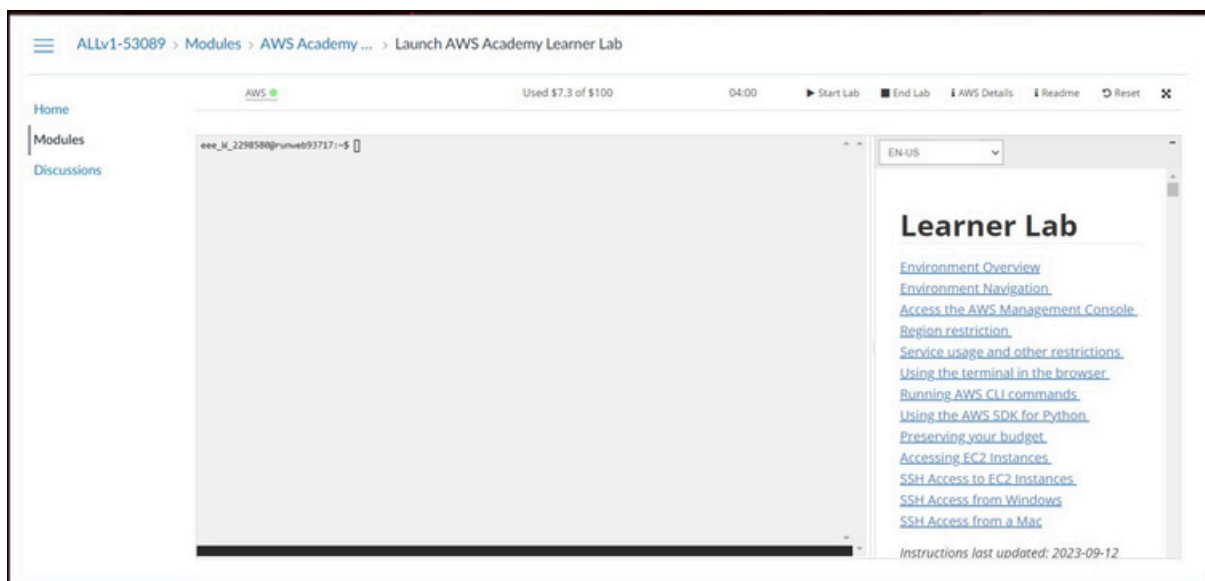 ALLv1-53089 > Modules > AWS Academy ... > Launch AWS Academy Learner Lab
Home
Modules
Discussions
AWS
Used $7.3 of $100
04:00
Start Lab
End Lab
AWS Details
Readme
Reset
eee_W_2298580@runweb93717:~$
EN-US
Learner Lab
Environment Overview
Environment Navigation
Access the AWS Management Console
Region restriction
Service usage and other restrictions
Using the terminal in the browser
Running AWS CLI commands
Using the AWS SDK for Python
Preserving your budget
Accessing EC2 Instances
SSH Access to EC2 Instances
SSH Access from Windows
SSH Access from a Mac
Instructions last updated: 2023-09-12